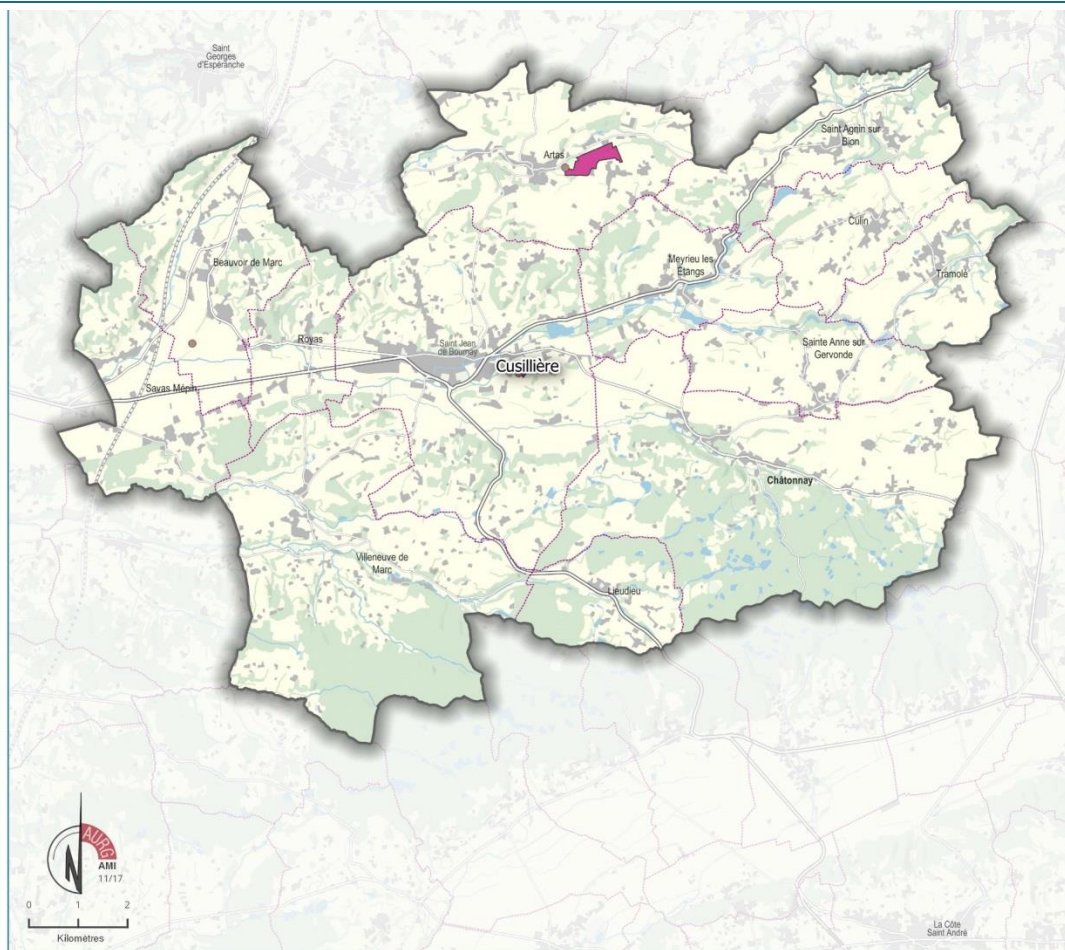 Saint
Georges
d'Espéranche
Saint Agnin sur
Bion
Artas
Culin
Beauvoir de Marc
Meyrieu les
Etangs
Tramolé
Royas
Saint Jean
de Bournay
Sainte Anne sur
Gervonde
Cusillière
Savas Mépin
Châtonnay
Villeneuve de
Marc
Lieudieu
AURG
N
AMI
11/17
0 1 2
Kilomètres
La Côte
Saint André